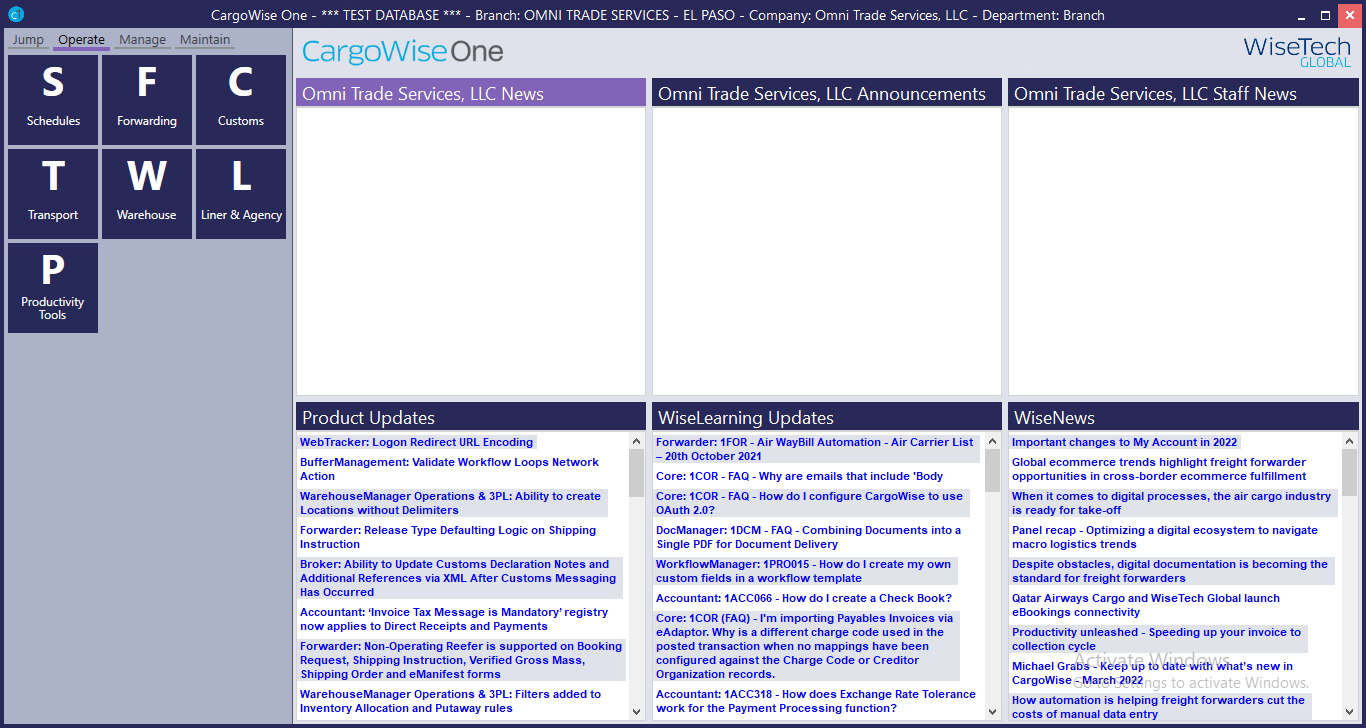 CargoWise One - *** TEST DATABASE *** - Branch: OMNI TRADE SERVICES - EL PASO - Company: Omni Trade Services, LLC - Department: Branch
Jump Operate Manage Maintain
S
Schedules
F
Forwarding
C
Customs
T
Transport
W
Warehouse
L
Liner & Agency
P
Productivity
Tools
CargoWise One
WiseTech
GLOBAL
Omni Trade Services, LLC News
Omni Trade Services, LLC Announcements
Omni Trade Services, LLC Staff News
Product Updates
WebTracker: Logon Redirect URL Encoding
BufferManagement: Validate Workflow Loops Network
Action
WarehouseManager Operations & 3PL: Ability to create
Locations without Delimiters
Forwarder: Release Type Defaulting Logic on Shipping
Instruction
Broker: Ability to Update Customs Declaration Notes and
Additional References via XML After Customs Messaging
Has Occurred
Accountant: ‘Invoice Tax Message is Mandatory’ registry
now applies to Direct Receipts and Payments
Forwarder: Non-Operating Reefer is supported on Booking
Request, Shipping Instruction, Verified Gross Mass,
Shipping Order and eManifest forms
WarehouseManager Operations & 3PL: Filters added to
Inventory Allocation and Putaway rules
WiseLearning Updates
Forwarder: 1FOR - Air WayBill Automation - Air Carrier List
– 20th October 2021
Core: 1COR - FAQ - Why are emails that include 'Body
Core: 1COR - FAQ - How do I configure CargoWise to use
OAuth 2.0?
DocManager: 1DCM - FAQ - Combining Documents into a
Single PDF for Document Delivery
WorkflowManager: 1PRO015 - How do I create my own
custom fields in a workflow template
Accountant: 1ACC066 - How do I create a Check Book?
Core: 1COR (FAQ) - I'm importing Payables Invoices via
eAdaptor. Why is a different charge code used in the
posted transaction when no mappings have been
configured against the Charge Code or Creditor
Organization records.
Accountant: 1ACC318 - How does Exchange Rate Tolerance
work for the Payment Processing function?
WiseNews
Important changes to My Account in 2022
Global ecommerce trends highlight freight forwarder
opportunities in cross-border ecommerce fulfillment
When it comes to digital processes, the air cargo industry
is ready for take-off
Panel recap - Optimizing a digital ecosystem to navigate
macro logistics trends
Despite obstacles, digital documentation is becoming the
standard for freight forwarders
Qatar Airways Cargo and WiseTech Global launch
eBookings connectivity
Productivity unleashed - Speeding up your invoice to
collection cycle
Michael Grabs - Keep up to date with what's new in
CargoWise - March 2022
How automation is helping freight forwarders cut the
costs of manual data entry
Activate Windows
Go to Settings to activate Windows.